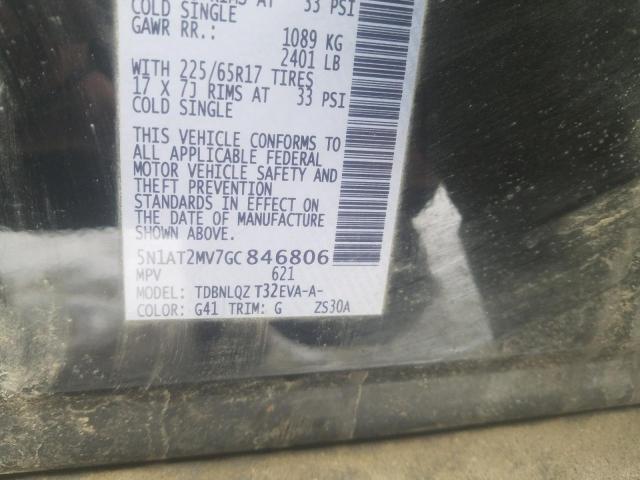 RIMS AT 33 PSI
COLD SINGLE
GAWR RR.: 1089 KG
2401 LB
WITH 225/65R17 TIRES
17 X 7J RIMS AT 33 PSI
COLD SINGLE
THIS VEHICLE CONFORMS TO
ALL APPLICABLE FEDERAL
MOTOR VEHICLE SAFETY AND
THEFT PREVENTION
STANDARDS IN EFFECT ON
THE DATE OF MANUFACTURE
SHOWN ABOVE.
5N1AT2MV7GC846806
MPV 621
MODEL: TDBNLQZ T32EVA-A-
COLOR: G41 TRIM: G ZS30A